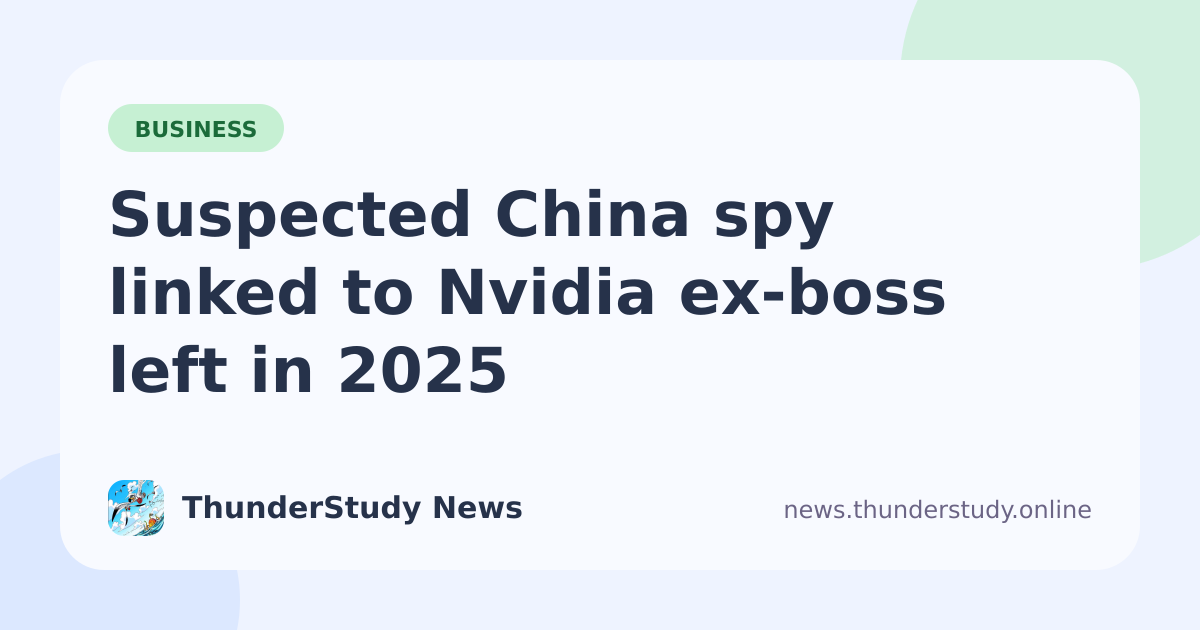 BUSINESS
Suspected China spy
linked to Nvidia ex-boss
left in 2025
ThunderStudy News
news.thunderstudy.online